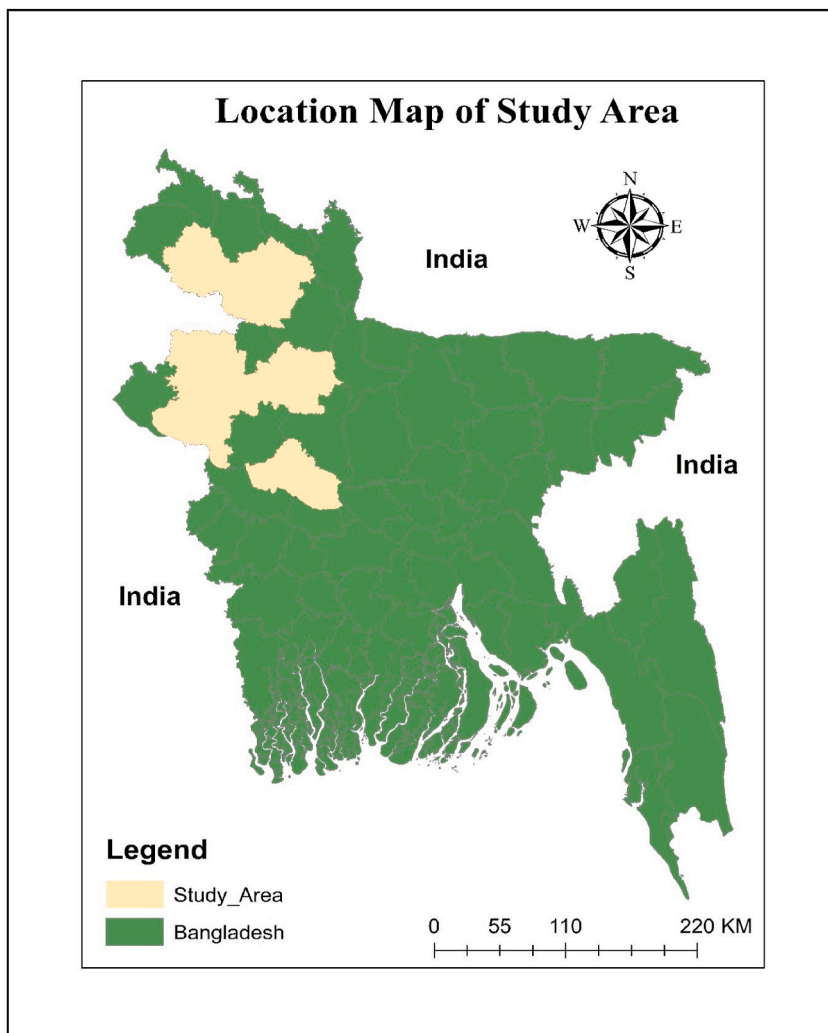 Location Map of Study Area
N
W E
S
India
India
India
Legend
Study_Area
Bangladesh
0 55 110 220 KM